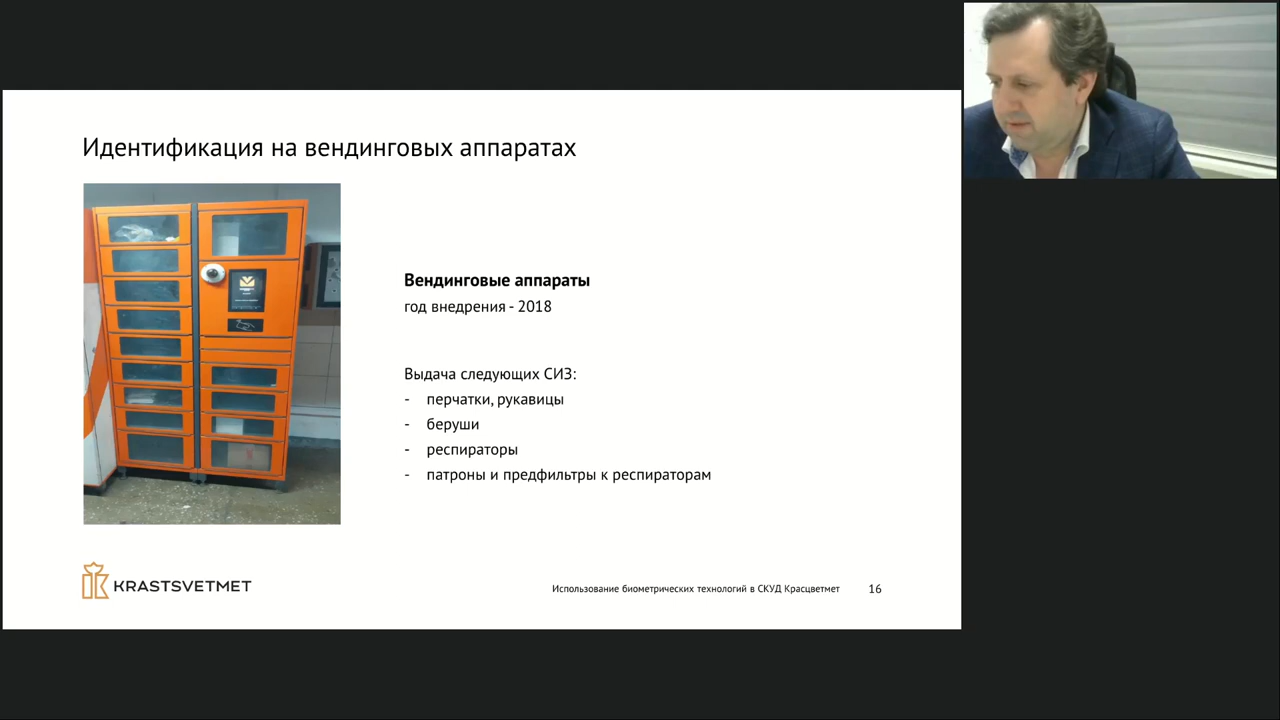 Идентификация на вендинговых аппаратах
Вендинговые аппараты
год внедрения - 2018
Выдача следующих СИЗ:
- перчатки, рукавицы
- беруши
- респираторы
- патроны и предфильтры к респираторам
KRASTSVETMET
Использование биометрических технологий в СКУД Красцветмет 16